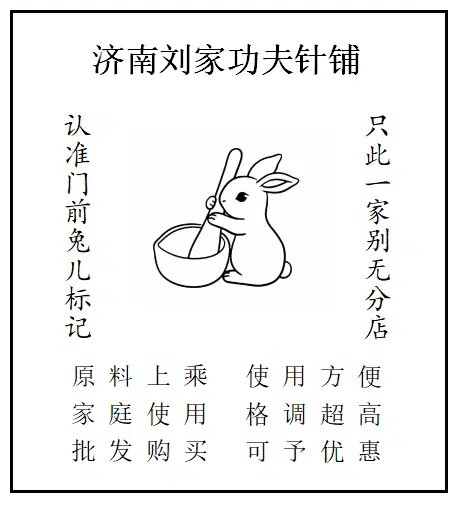 济南刘家功夫针铺
认准门前兔儿标记
只此一家别无分店
原料上乘 使用方便
家庭使用 格调超高
批发购买 可予优惠